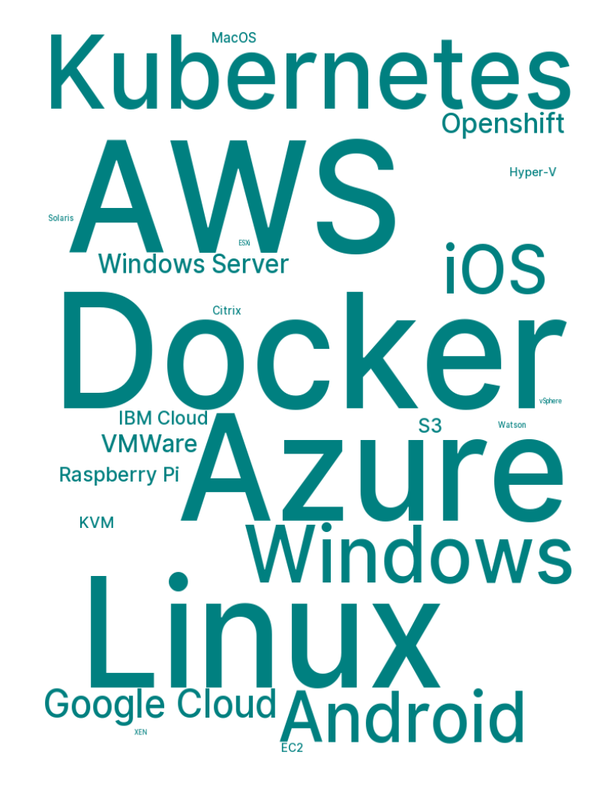 MacOS
Kubernetes
Openshift
AWS
Hyper-V
Solaris
ESXi
Windows Server
iOS
Citrix
Docker
vSphere
IBM Cloud
S3
Watson
VMWare
Azure
Raspberry Pi
KVM
Windows
Linux
Google Cloud
Android
XEN
EC2